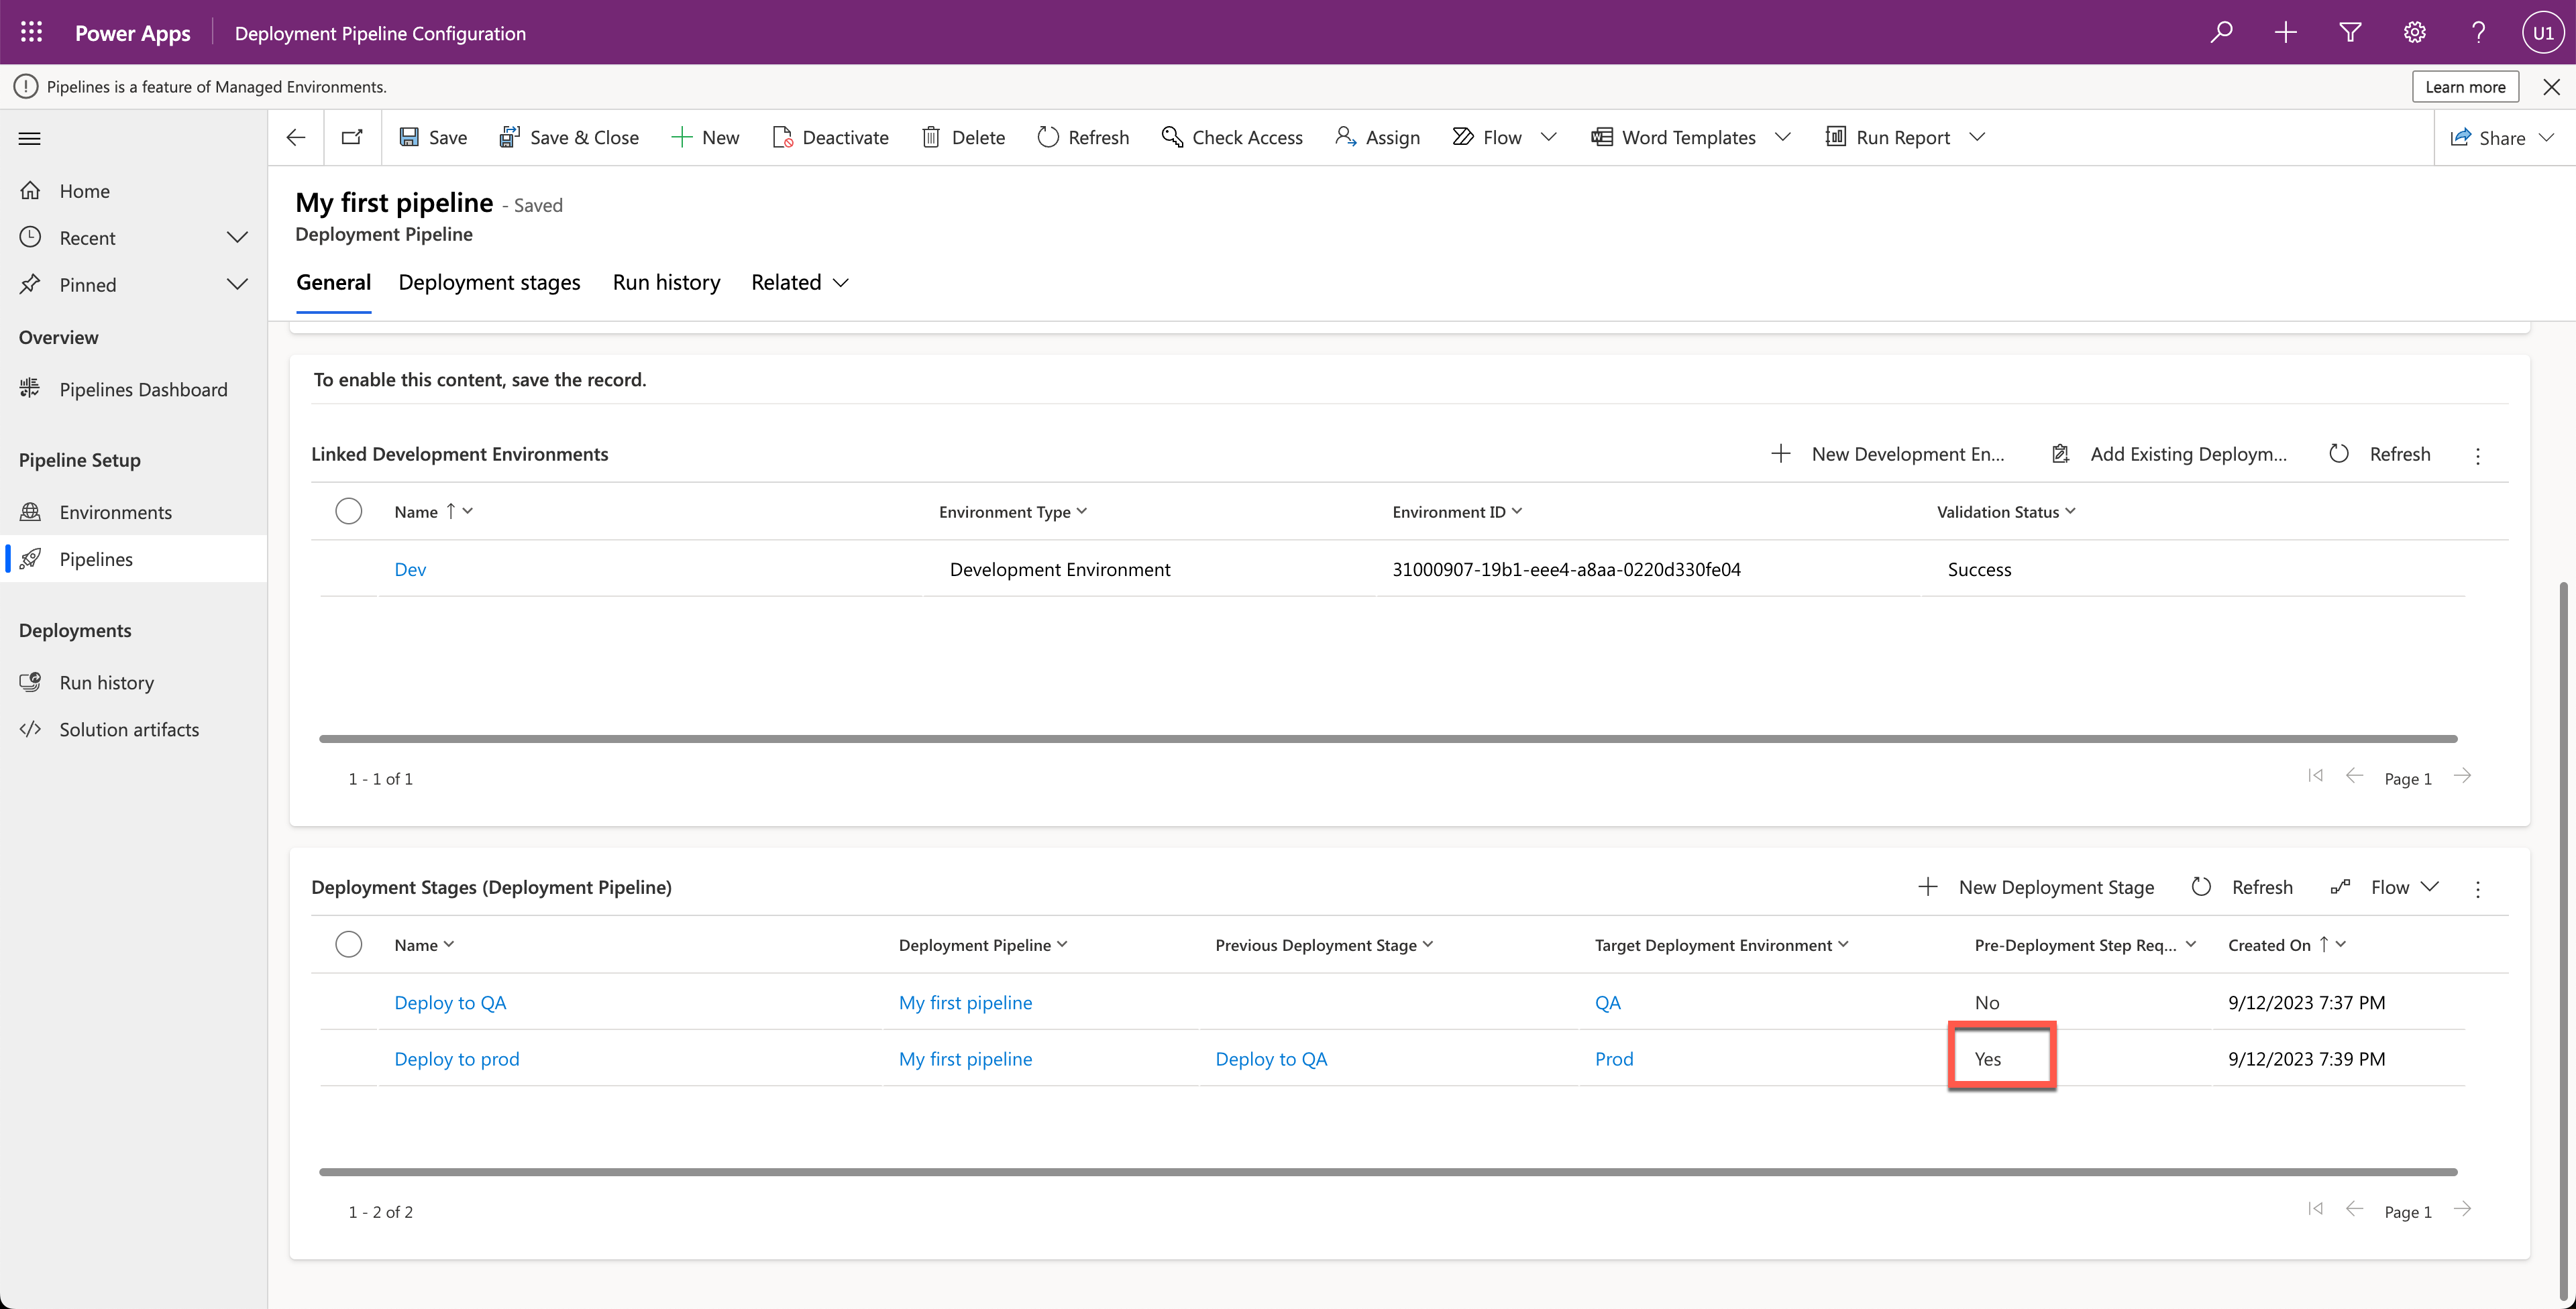 Power Apps
Deployment Pipeline Configuration
U1
Pipelines is a feature of Managed Environments.
Learn more
Save
Save & Close
New
Deactivate
Delete
Refresh
Check Access
Assign
Flow
Word Templates
Run Report
Share
Home
Recent
Pinned
Overview
Pipelines Dashboard
Pipeline Setup
Environments
Pipelines
Deployments
Run history
Solution artifacts
My first pipeline - Saved
Deployment Pipeline
General Deployment stages Run history Related
To enable this content, save the record.
Linked Development Environments
New Development En... Add Existing Deploym... Refresh
Name Environment Type Environment ID Validation Status
Dev Development Environment 31000907-19b1-eee4-a8aa-0220d330fe04 Success
1 - 1 of 1
Page 1
Deployment Stages (Deployment Pipeline)
New Deployment Stage Refresh Flow
Name Deployment Pipeline Previous Deployment Stage Target Deployment Environment Pre-Deployment Step Req... Created On
Deploy to QA My first pipeline QA No 9/12/2023 7:37 PM
Deploy to prod My first pipeline Deploy to QA Prod Yes 9/12/2023 7:39 PM
1 - 2 of 2
Page 1